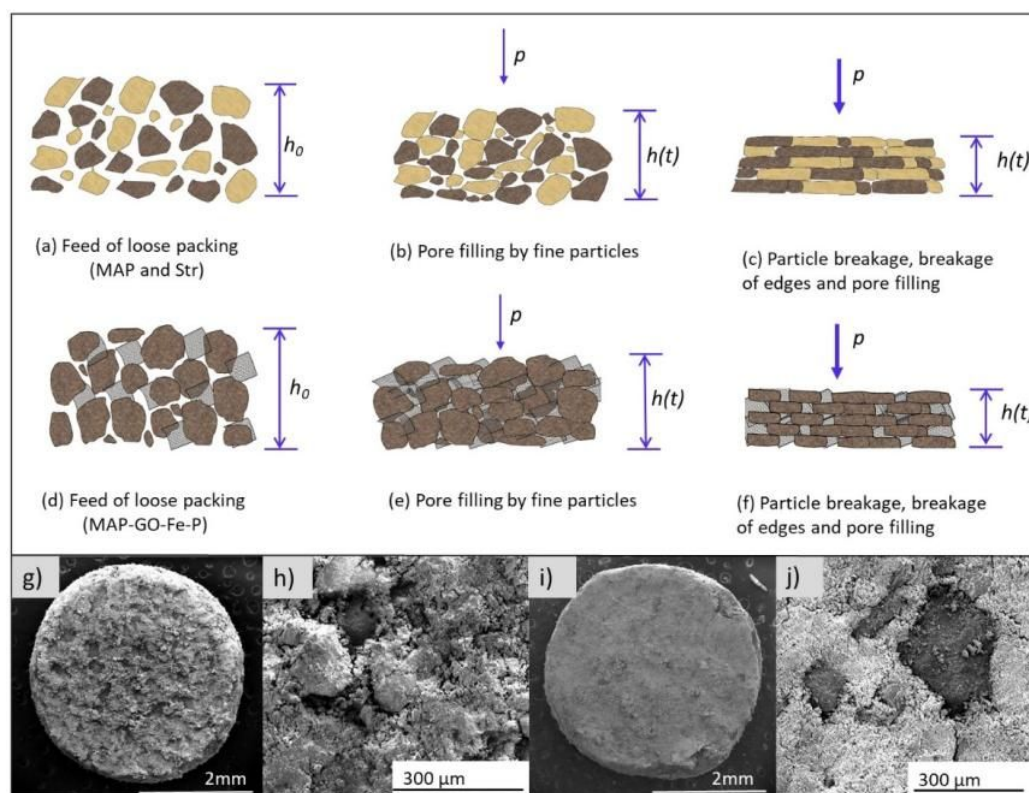 p
p
h₀
h(t)
h(t)
(a) Feed of loose packing
(MAP and Str)
(b) Pore filling by fine particles
(c) Particle breakage, breakage
of edges and pore filling
p
p
h₀
h(t)
h(t)
(d) Feed of loose packing
(MAP-GO-Fe-P)
(e) Pore filling by fine particles
(f) Particle breakage, breakage
of edges and pore filling
g)
h)
i)
j)
2mm
300 µm
2mm
300 µm